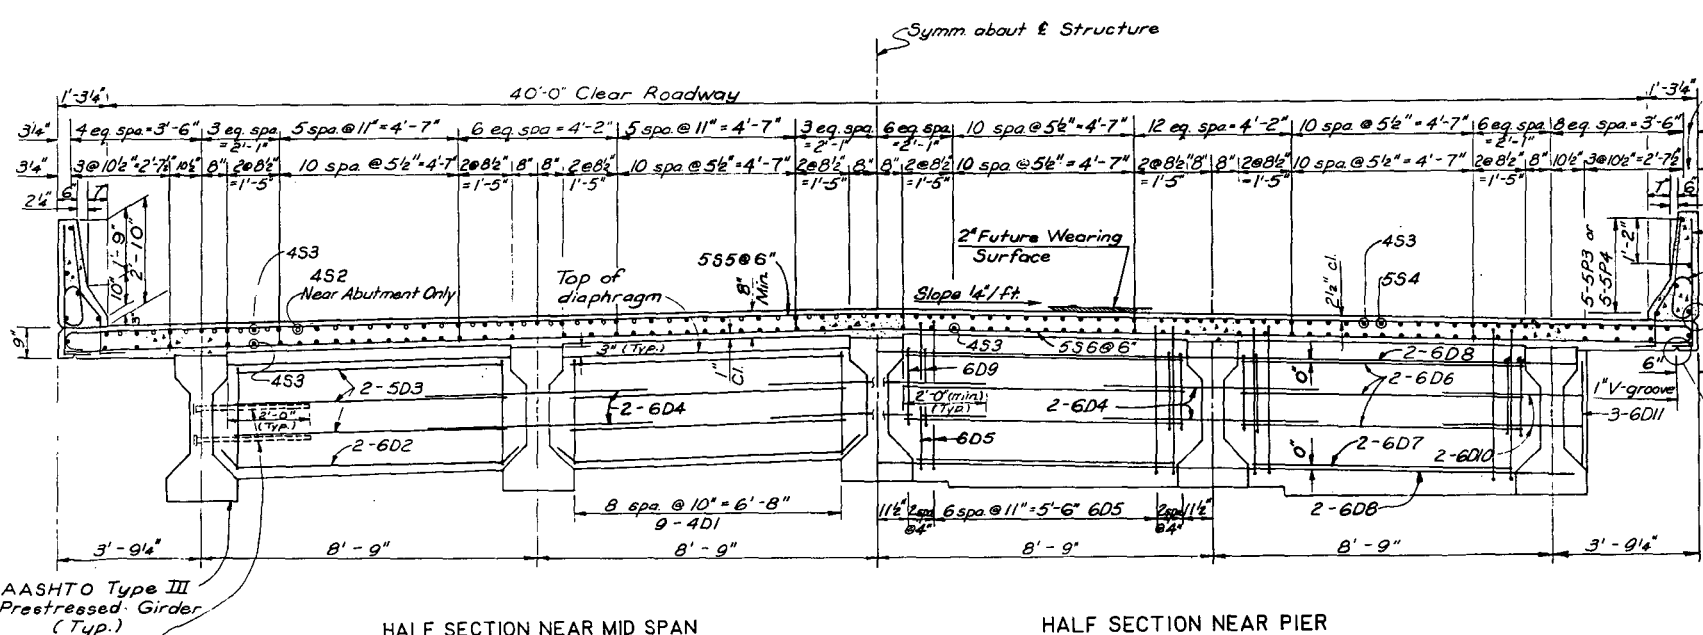 Symm. about ℄ Structure
1'-3¼"
40'-0" Clear Roadway
1'-3¼"
3¼" 4 eq. spa. = 3'-6" 3 eq. spa. = 2'-1" 5 spa. @ 11" = 4'-7" 6 eq. spa = 4'-2" 5 spa. @ 11" = 4'-7" 3 eq. spa = 2'-1" 6 eq. spa. = 2'-1" 10 spa. @ 5½" = 4'-7" 12 eq. spa = 4'-2" 10 spa. @ 5½" = 4'-7" 6 eq. spa = 2'-1" 8 eq. spa. = 3'-6"
3¼" 3 @ 10½" = 2'-7½" 10½" 8" 2@8½" = 1'-5" 10 spa. @ 5½" = 4'-7" 2@8½" = 1'-5" 8" 8" 2@8½" 1'-5" 10 spa. @ 5½" = 4'-7" 2@8½" = 1'-5" 8" 8" 2@8½ = 1'-5" 10 spa. @ 5½" = 4'-7" 2@8½" = 1'-5" 8" 8" 2@8½" = 1'-5" 10 spa. @ 5½" = 4'-7" 2@8½" = 1'-5" 8" 10½" 3@10½" = 2'-7½"
6" 7"
2¼"
7" 6"
10" 1'-9"
2'-10"
3"
9"
4S3
4S2
Near Abutment Only
Top of
diaphragm
5S5@6"
8"
Min.
2" Future Wearing
Surface
Slope ¼"/ft.
2½" cl.
4S3
5S4
5-5P3 or
5-5P4
1'-2"
4S3
3" (Typ.)
1"
Cl.
4S3
5S6@6"
2-5D3
2'-0"
(Typ.)
2-6D4
2-6D2
6D9
2'-0" (min.)
(Typ.)
2-6D4
6D5
0"
2-6D8
2-6D6
6"
1" V-groove
3-6D11
0"
2-6D7
2-6D10
2-6D8
8 spa. @ 10" = 6'-8"
9-4D1
11½" 2 spa @4" 6 spa. @ 11" = 5'-6" 6D5 2 spa @4" 11½"
3'-9¼" 8'-9" 8'-9" 8'-9" 8'-9" 3'-9¼"
AASHTO Type III
Prestressed Girder
(Typ.)
HALF SECTION NEAR MID SPAN
HALF SECTION NEAR PIER